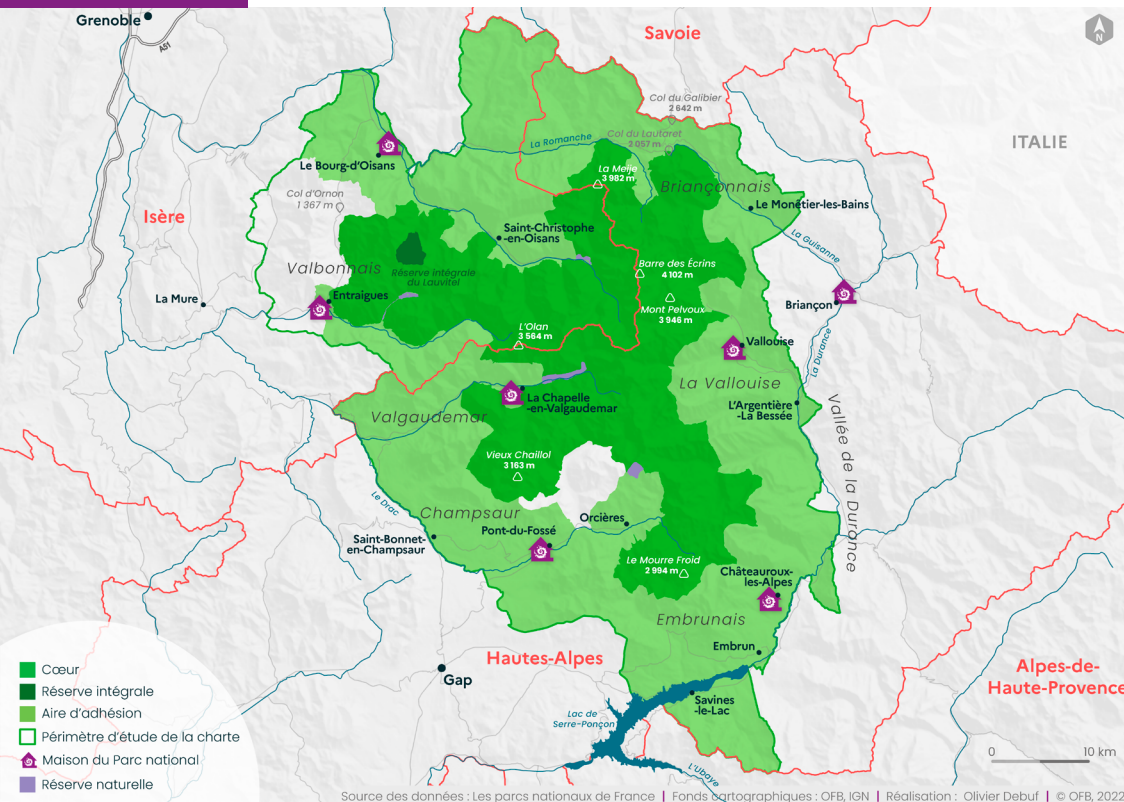 Grenoble
A51
Savoie
Col du Galibier
2 642 m
ITALIE
La Romanche
Col du Lautaret
2 057 m
Le Bourg-d'Oisans
La Meije
3 982 m
Briançonnais
Col d'Ornon
1 367 m
Le Monêtier-les-Bains
Isère
Saint-Christophe
-en-Oisans
La Guisanne
Valbonnais
Réserve intégrale
du Lauvitel
Barre des Écrins
4 102 m
La Mure
Entraigues
Briançon
Mont Pelvoux
3 946 m
L'Olan
3 564 m
Vallouise
La Durance
La Vallouise
La Chapelle
-en-Valgaudemar
L'Argentière
-La Bessée
Valgaudemar
Vallée de la Durance
Vieux Chaillol
3 163 m
Le Drac
Champsaur
Orcières
Pont-du-Fossé
Saint-Bonnet-
en-Champsaur
Le Mourre Froid
2 994 m
Châteauroux-
les-Alpes
Embrunais
Embrun
Hautes-Alpes
Gap
Alpes-de-
Haute-Provence
Savines
-le-Lac
Lac de
Serre-Ponçon
L'Ubaye
Cœur
Réserve intégrale
Aire d'adhésion
Périmètre d'étude de la charte
Maison du Parc national
Réserve naturelle
N
0 10 km
Source des données : Les parcs nationaux de France | Fonds cartographiques : OFB, IGN | Réalisation : Olivier Debuf | © OFB, 2022